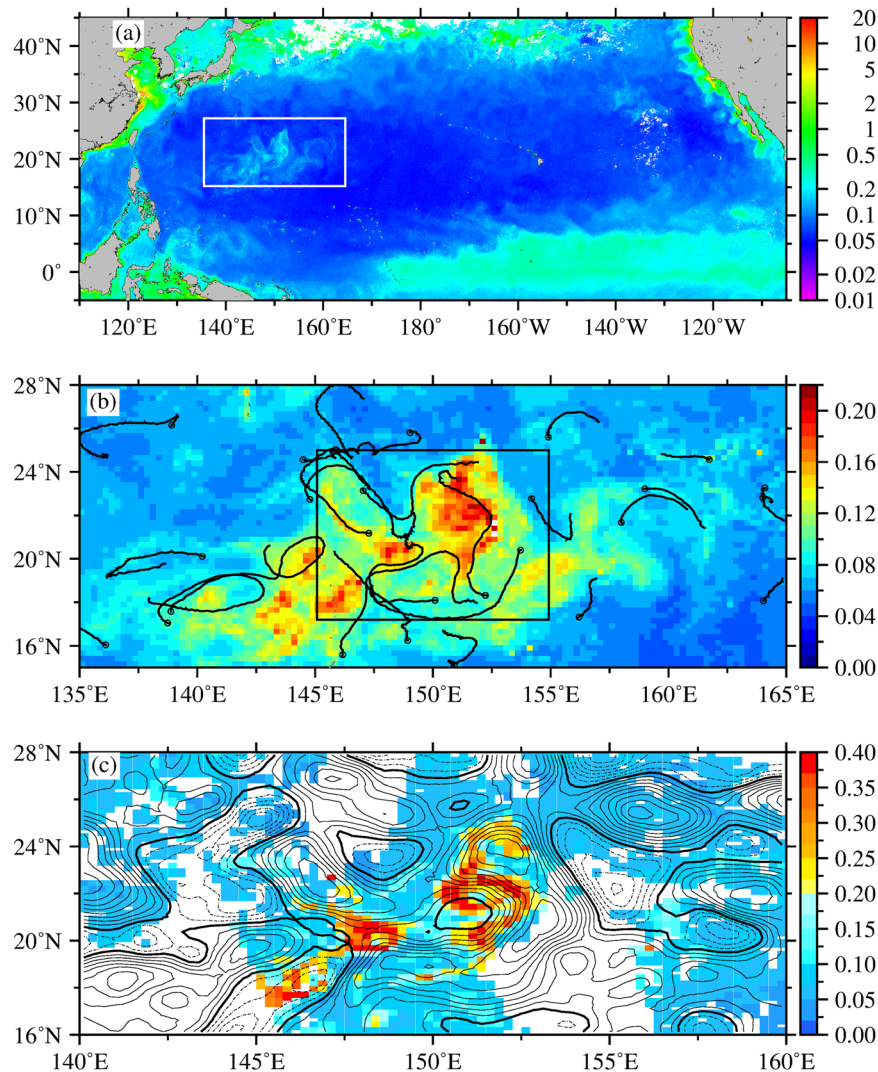 (a)
40°N
30°N
20°N
10°N
0°
120°E
140°E
160°E
180°
160°W
140°W
120°W
20
10
5
2
1
0.5
0.2
0.1
0.05
0.02
0.01
(b)
28°N
24°N
20°N
16°N
135°E
140°E
145°E
150°E
155°E
160°E
165°E
0.20
0.16
0.12
0.08
0.04
0.00
(c)
28°N
24°N
20°N
16°N
140°E
145°E
150°E
155°E
160°E
0.40
0.35
0.30
0.25
0.20
0.15
0.10
0.05
0.00